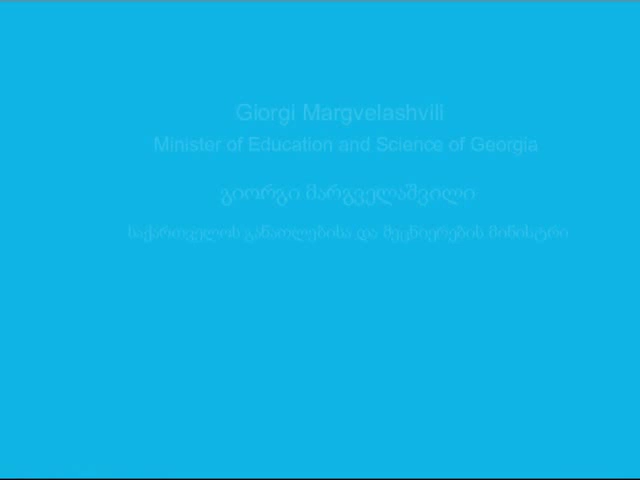 Giorgi Margvelashvili
Minister of Education and Science of Georgia
გიორგი მარგველაშვილი
საქართველოს განათლებისა და მეცნიერების მინისტრი